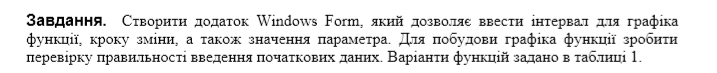 Завдання. Створити додаток Windows Form, який дозволяє ввести інтервал для графіка
функції, кроку зміни, а також значення параметра. Для побудови графіка функції зробити
перевірку правильності введення початкових даних. Варіанти функцій задано в таблиці 1.